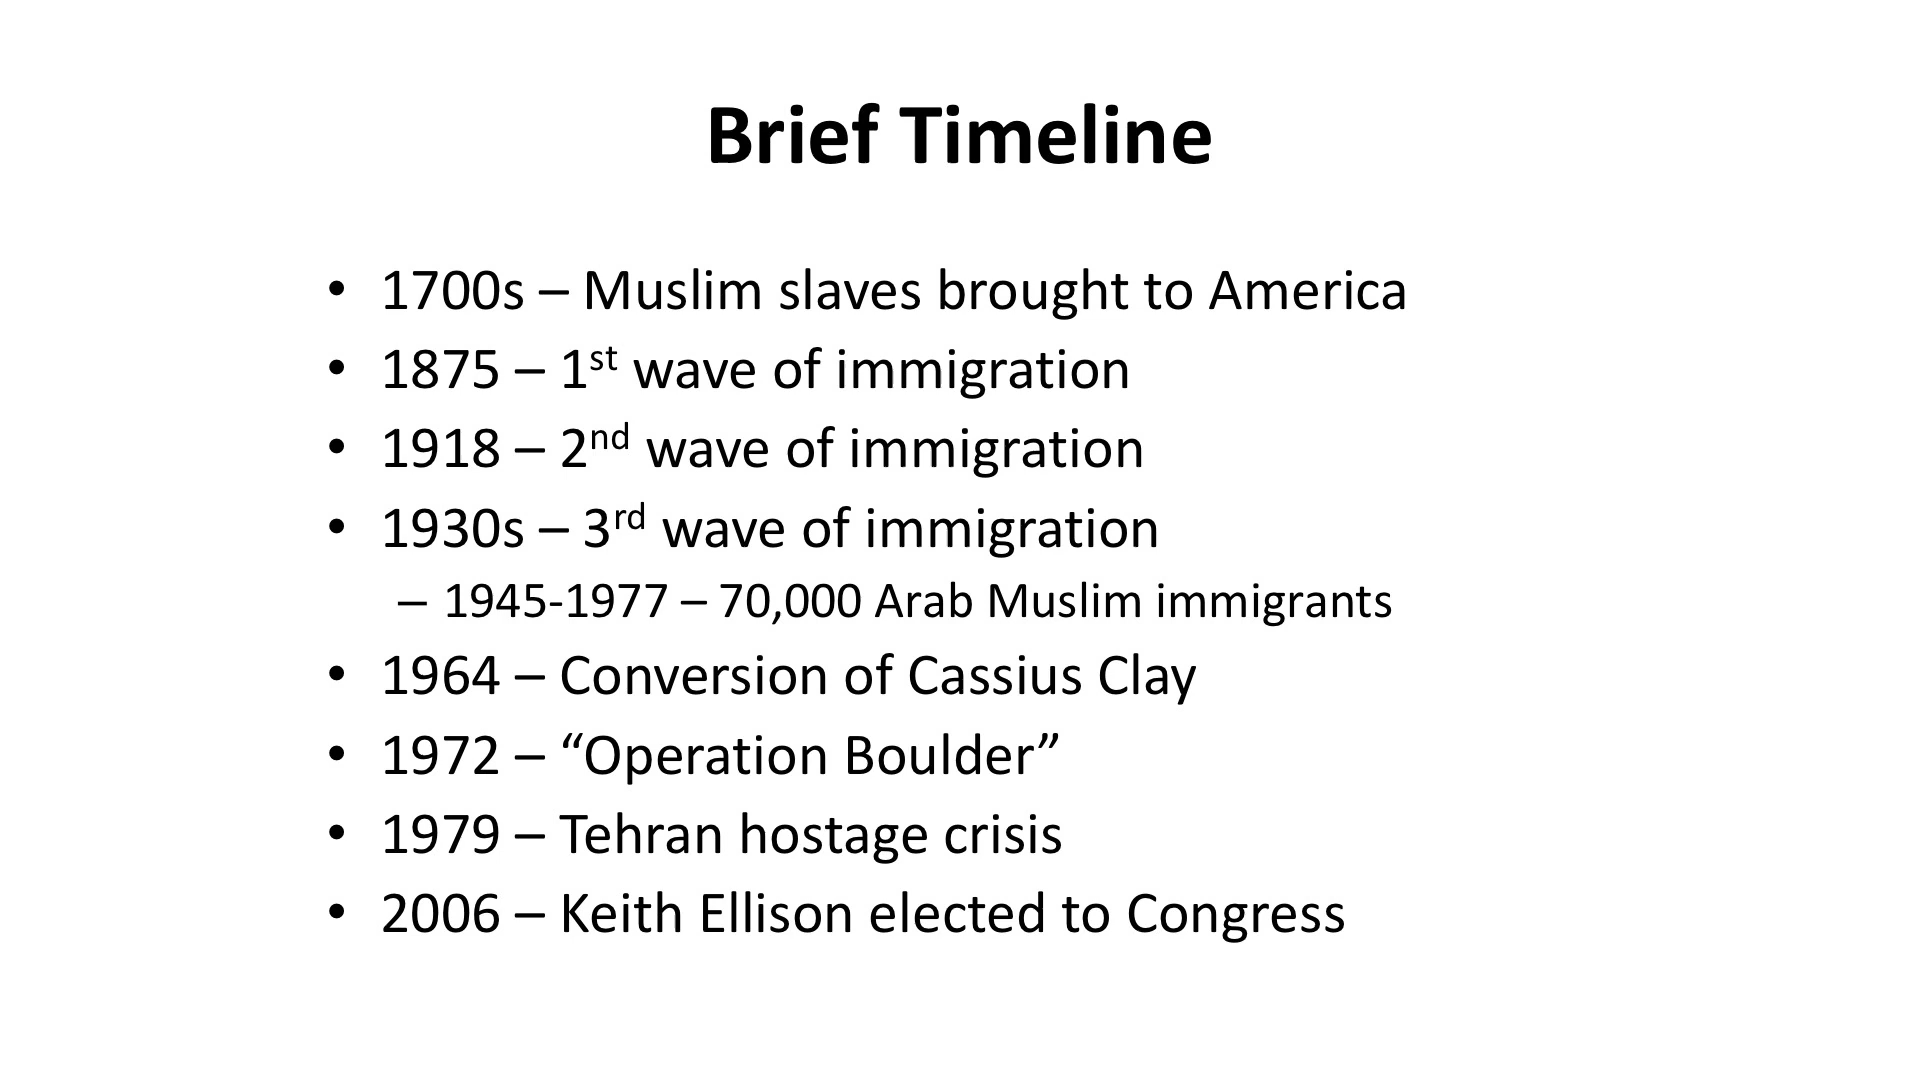 Brief Timeline
• 1700s – Muslim slaves brought to America
• 1875 – 1st wave of immigration
• 1918 – 2nd wave of immigration
• 1930s – 3rd wave of immigration
– 1945-1977 – 70,000 Arab Muslim immigrants
• 1964 – Conversion of Cassius Clay
• 1972 – “Operation Boulder”
• 1979 – Tehran hostage crisis
• 2006 – Keith Ellison elected to Congress